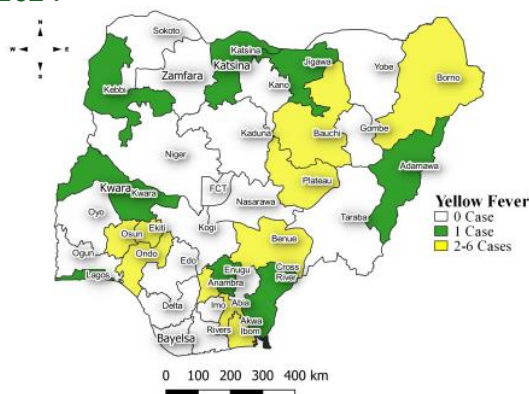 N
W E
S
Sokoto
Katsina
Katsina
Zamfara
Jigawa
Yobe
Borno
Kebbi
Kano
Kaduna
Bauchi
Gombe
Niger
Adamawa
Plateau
Kwara
Kwara
FCT
Nasarawa
Taraba
Oyo
Kogi
Osun
Ekiti
Benue
Ogun
Ondo
Edo
Lagos
Enugu
Cross
River
Anambra
Delta
Imo
Abia
Akwa
Ibom
Bayelsa
Rivers
Yellow Fever
0 Case
1 Case
2-6 Cases
0 100 200 300 400 km